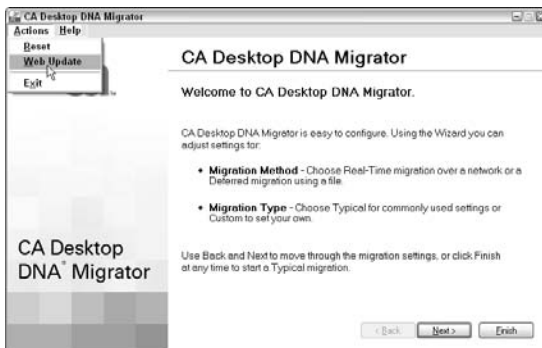 CA Desktop DNA Migrator
Actions Help
Reset
Web Update
Exit
CA Desktop DNA Migrator
Welcome to CA Desktop DNA Migrator.
CA Desktop DNA Migrator is easy to configure. Using the Wizard you can
adjust settings for:
• Migration Method - Choose Real-Time migration over a network or a
Deferred migration using a file.
• Migration Type - Choose Typical for commonly used settings or
Custom to set your own.
Use Back and Next to move through the migration settings, or click Finish
at any time to start a Typical migration.
CA Desktop
DNA Migrator
< Back Next > Finish